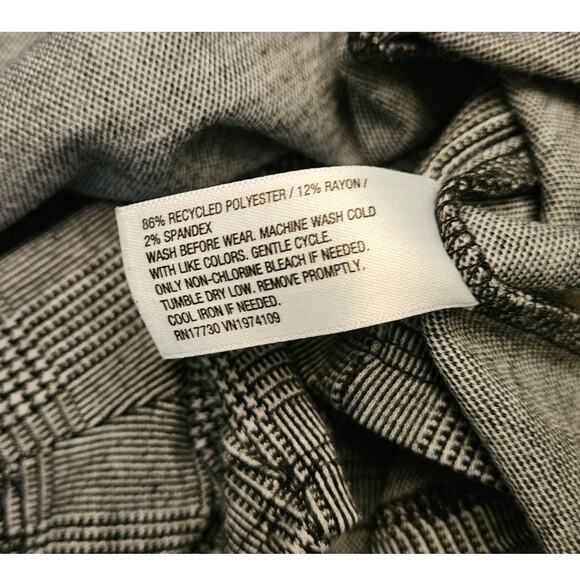 86% RECYCLED POLYESTER / 12% RAYON /
2% SPANDEX
WASH BEFORE WEAR. MACHINE WASH COLD
WITH LIKE COLORS. GENTLE CYCLE.
ONLY NON-CHLORINE BLEACH IF NEEDED.
TUMBLE DRY LOW. REMOVE PROMPTLY.
COOL IRON IF NEEDED.
RN17730 VN1974109